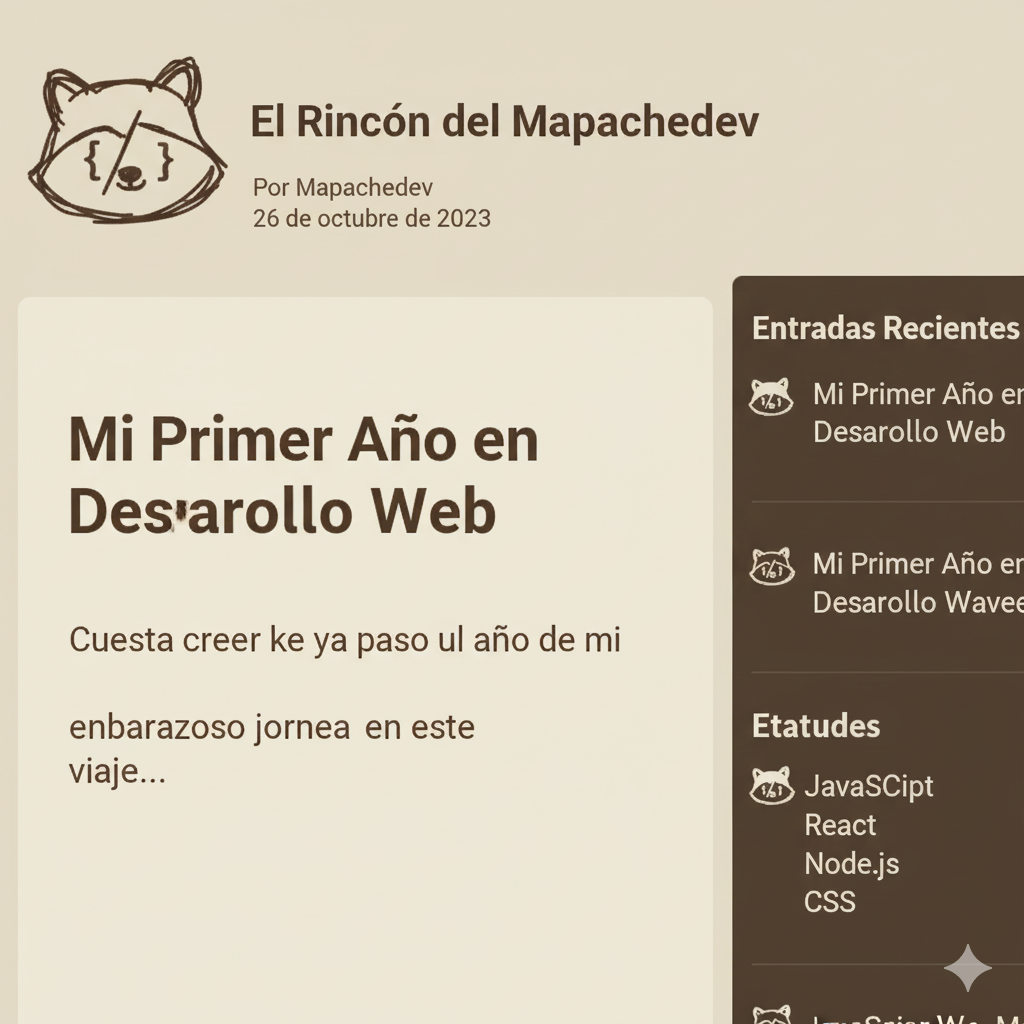 El Rincón del Mapachedev
Por Mapachedev
26 de octubre de 2023
Mi Primer Año en
Desarollo Web
Cuesta creer ke ya paso ul año de mi
enbarazoso jornea en este
viaje...
Entradas Recientes
Mi Primer Año en
Desarollo Web
Mi Primer Año en
Desarollo Wavee
Etatudes
JavaSCipt
React
Node.js
CSS